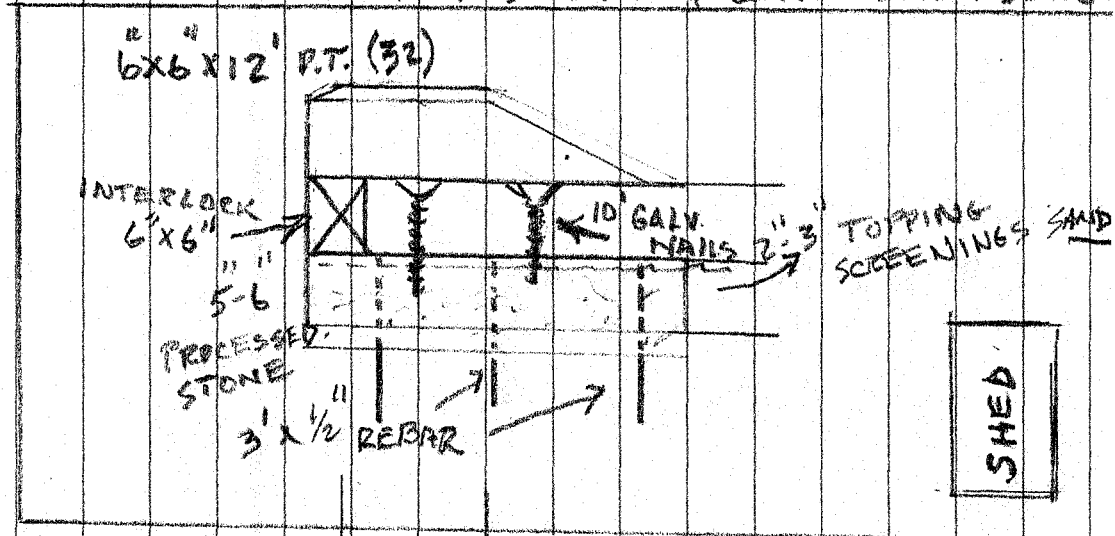 6"x6"x12' P.T. (32)
INTERLOCK
6"x6"
10' GALV.
NAILS
2"-3" TOPPING
SCREENINGS SAND
5-6"
PROCESSED
STONE
3' x 1/2" REBAR
SHED